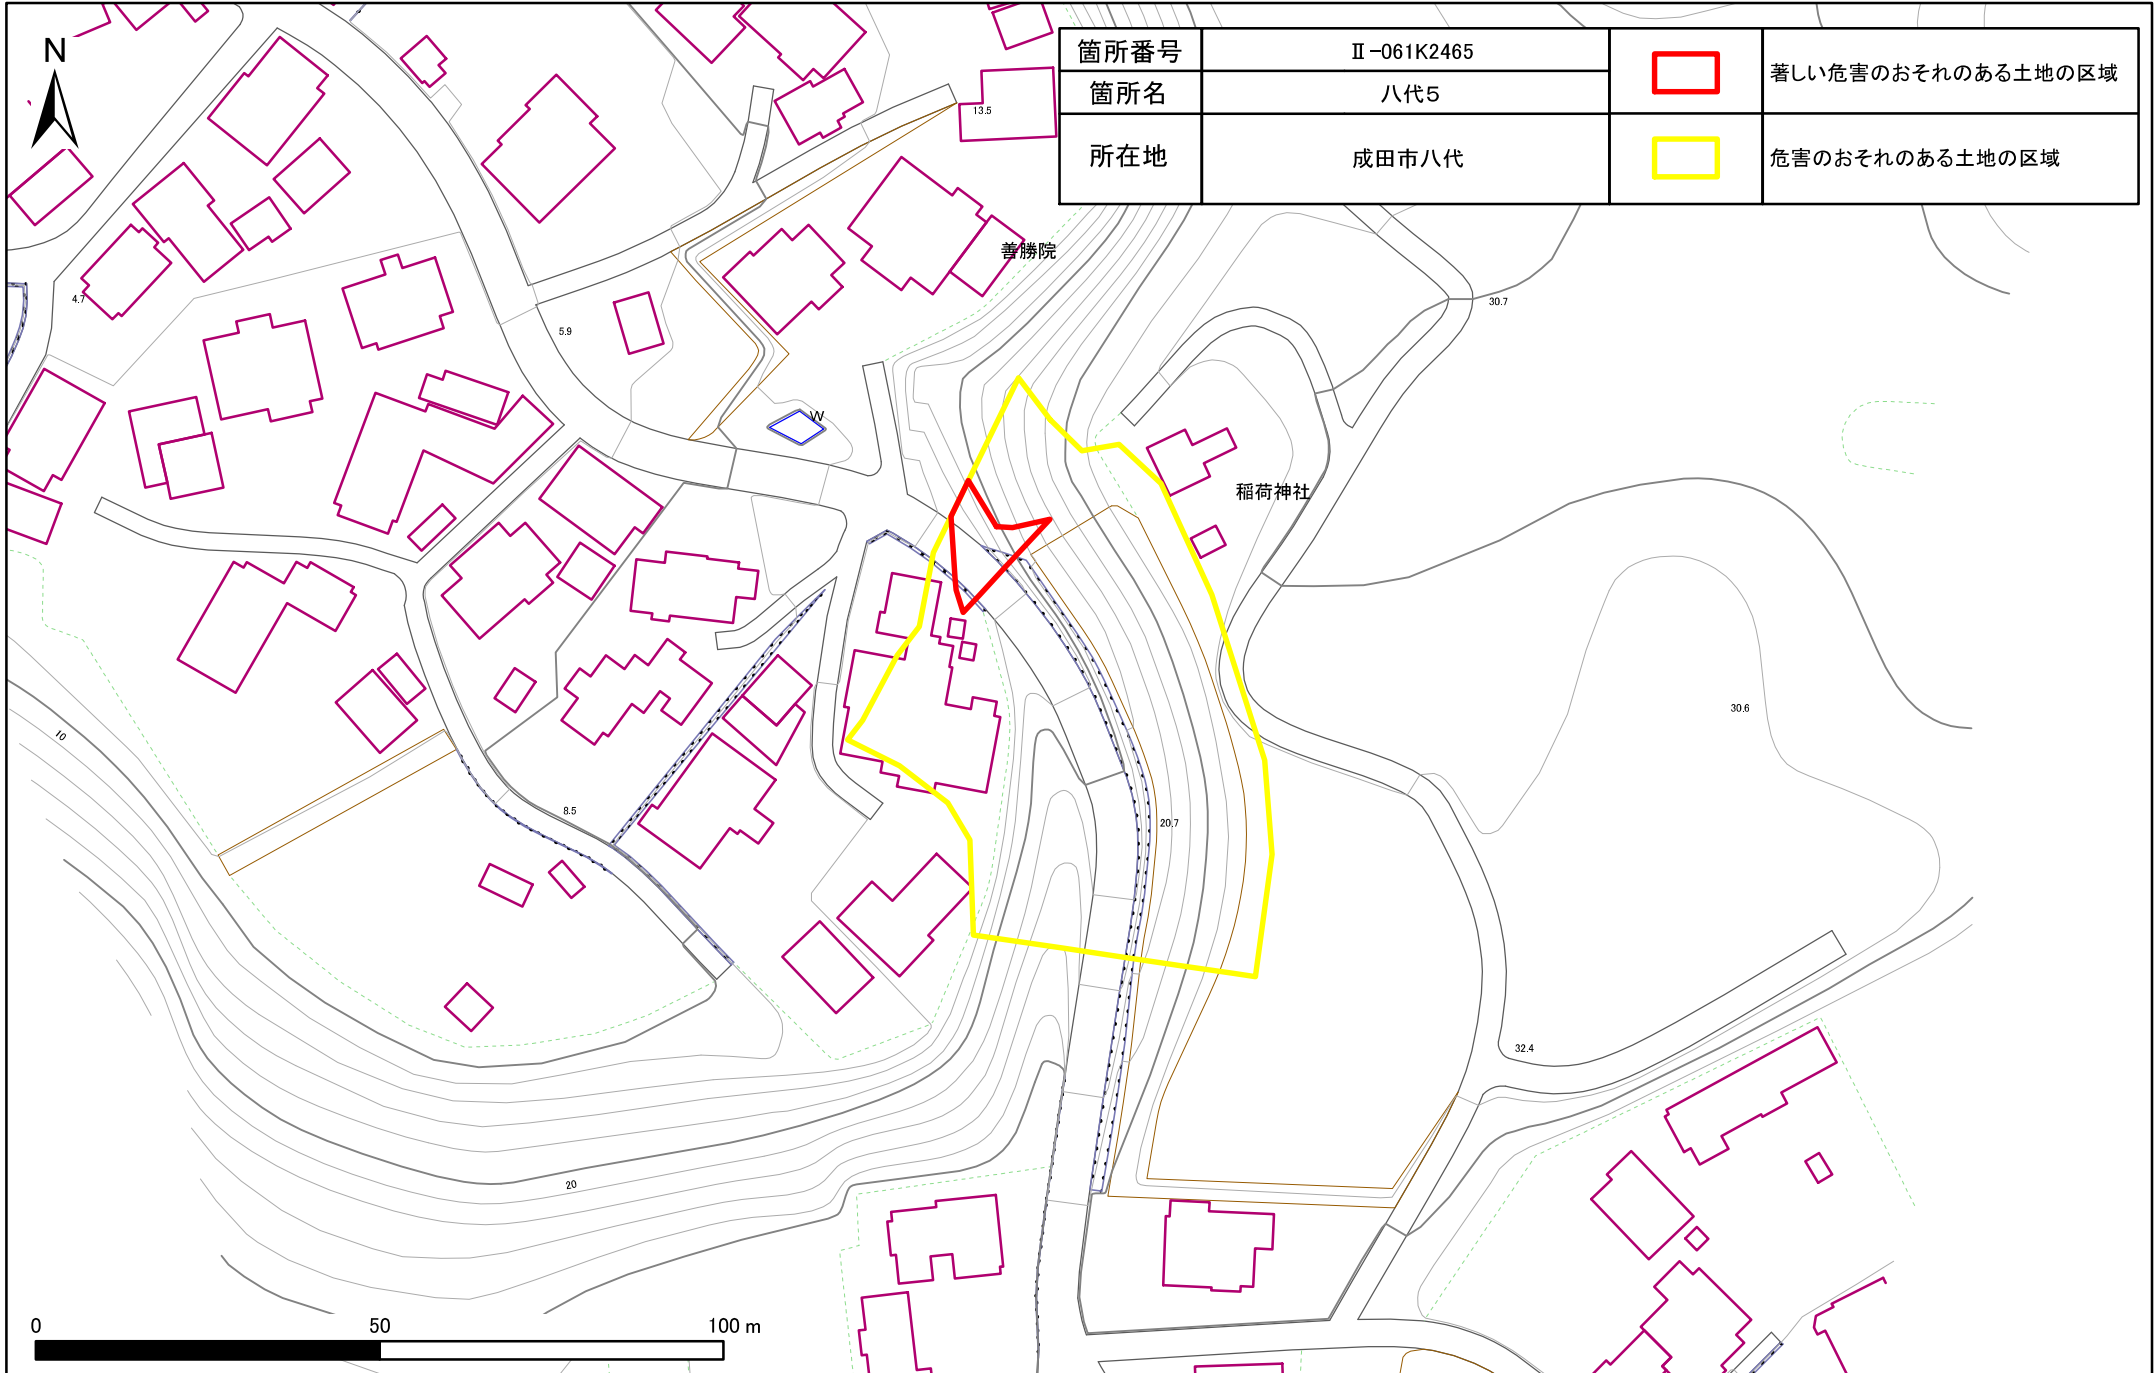 N
箇所番号 Ⅱ-061K2465
箇所名 八代5
所在地 成田市八代
著しい危害のおそれのある土地の区域
危害のおそれのある土地の区域
13.5
善勝院
4.7
5.9
30.7
W
稲荷神社
30.6
10
8.5
20.7
32.4
20
0 50 100 m